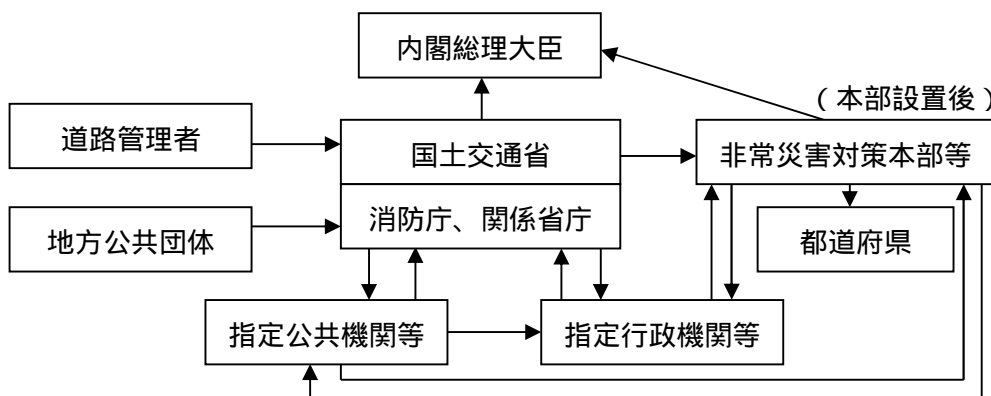 内閣総理大臣
（本部設置後）
道路管理者
国土交通省
非常災害対策本部等
地方公共団体
消防庁、関係省庁
都道府県
指定公共機関等
指定行政機関等